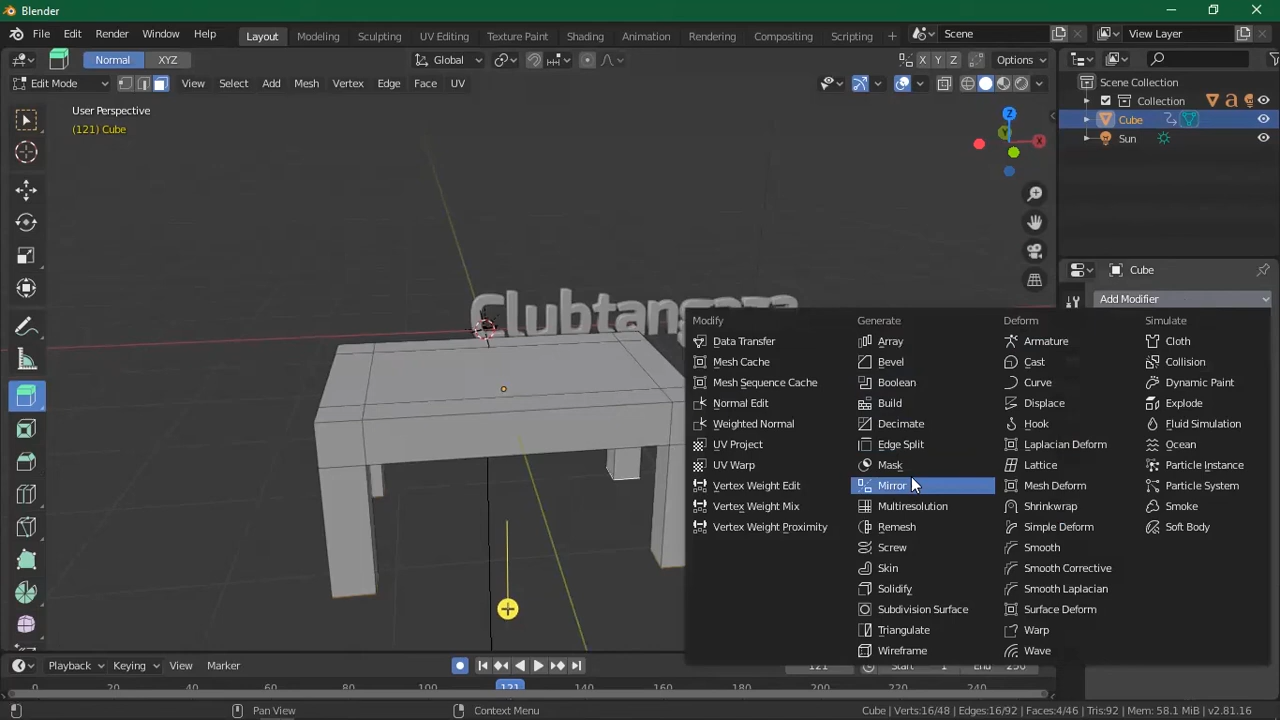 Blender
File Edit Render Window Help Layout Modeling Sculpting UV Editing Texture Paint Shading Animation Rendering Compositing Scripting + Scene View Layer
Normal XYZ Global X Y Z Options
Edit Mode View Select Add Mesh Vertex Edge Face UV
User Perspective
(121) Cube
Z
Y
X
Scene Collection
Collection
Cube
Sun
Cube
Add Modifier
Clubtangaza
Modify Generate Deform Simulate
Data Transfer Array Armature Cloth
Mesh Cache Bevel Cast Collision
Mesh Sequence Cache Boolean Curve Dynamic Paint
Normal Edit Build Displace Explode
Weighted Normal Decimate Hook Fluid Simulation
UV Project Edge Split Laplacian Deform Ocean
UV Warp Mask Lattice Particle Instance
Vertex Weight Edit Mirror Mesh Deform Particle System
Vertex Weight Mix Multiresolution Shrinkwrap Smoke
Vertex Weight Proximity Remesh Simple Deform Soft Body
Screw Smooth
Skin Smooth Corrective
Solidify Smooth Laplacian
Subdivision Surface Surface Deform
Triangulate Warp
Wireframe Wave
Playback Keying View Marker 121 Start 1 End 250
0 20 40 60 80 100 121 140 160 180 200 220 240
Pan View Context Menu Cube | Verts:16/48 | Edges:16/92 | Faces:4/46 | Tris:92 | Mem: 58.1 MiB | v2.81.16